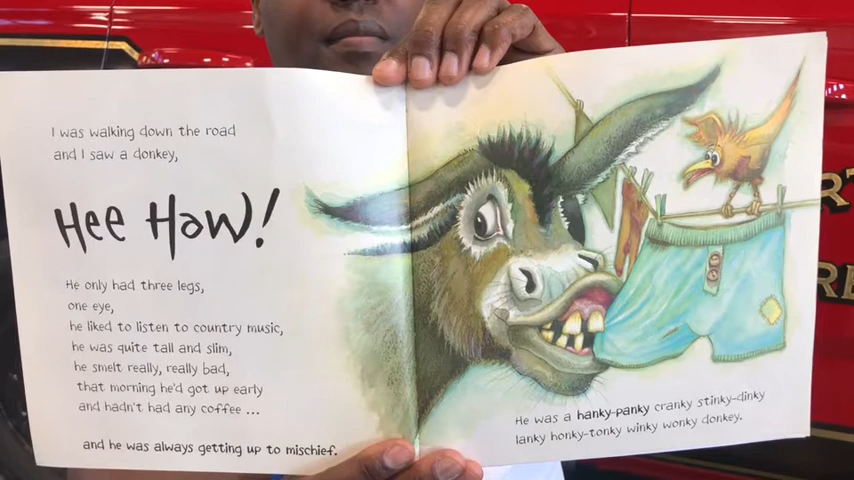 I was walking down the road
and I saw a donkey,
Hee Haw!
He only had three legs,
one eye,
he liked to listen to country music,
he was quite tall and slim,
he smelt really, really bad,
that morning he'd got up early
and hadn't had any coffee ...
and he was always getting up to mischief.
He was a hanky-panky cranky stinky-dinky
lanky honky-tonky winky wonky donkey.